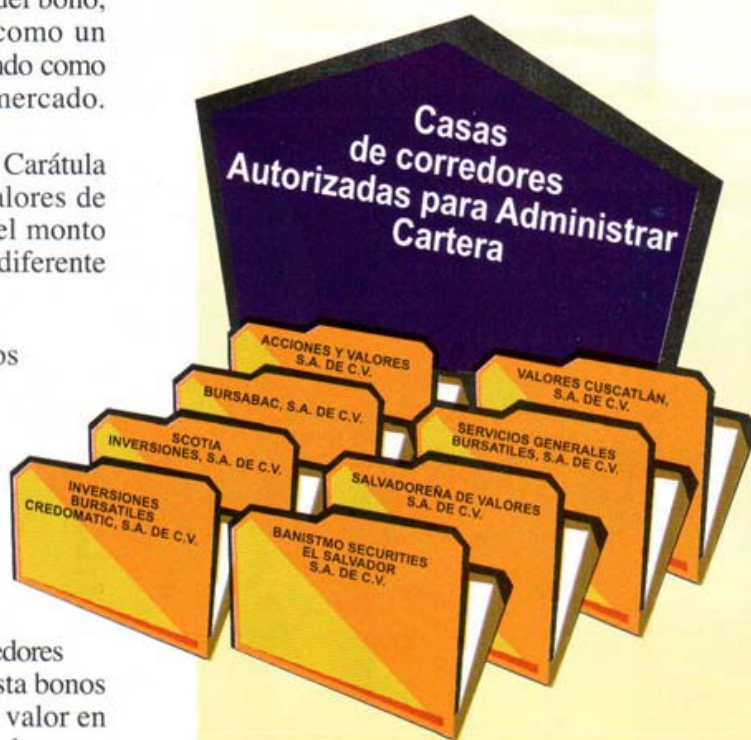 del bono,
como un
ndo como
mercado.
Carátula
alores de
el monto
diferente
os
edores
sta bonos
valor en
Casas
de corredores
Autorizadas para Administrar
Cartera
ACCIONES Y VALORES
S.A. DE C.V.
VALORES CUSCATLÁN,
S.A. DE C.V.
BURSABAC, S.A. DE C.V.
SERVICIOS GENERALES
BURSATILES, S.A. DE C.V.
SCOTIA
INVERSIONES, S.A. DE C.V.
SALVADOREÑA DE VALORES
S.A. DE C.V.
INVERSIONES
BURSATILES
CREDOMATIC, S.A. DE C.V.
BANISTMO SECURITIES
EL SALVADOR
S.A. DE C.V.